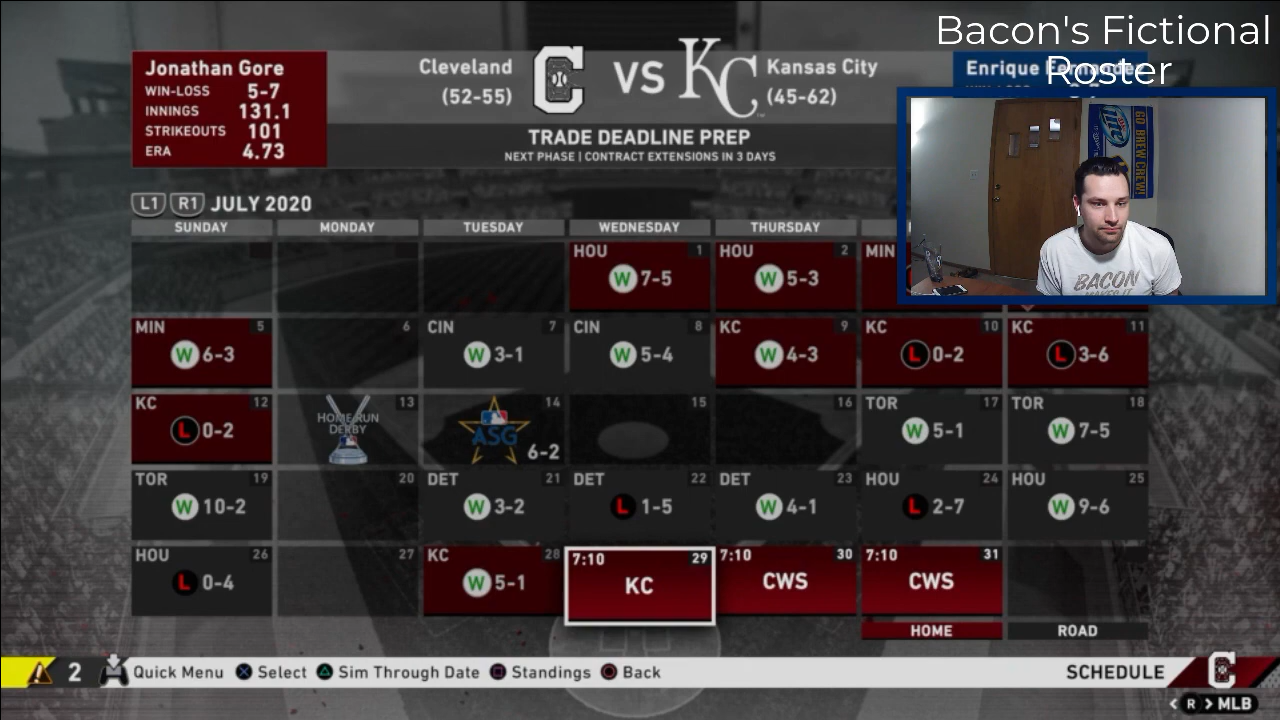 Bacon's Fictional
Roster
Jonathan Gore
WIN-LOSS 5-7
INNINGS 131.1
STRIKEOUTS 101
ERA 4.73
Cleveland
(52-55)
C VS KC
Kansas City
(45-62)
Enrique
TRADE DEADLINE PREP
NEXT PHASE | CONTRACT EXTENSIONS IN 3 DAYS
GO BREW CREW!
BACON
L1 R1 JULY 2020
SUNDAY MONDAY TUESDAY WEDNESDAY THURSDAY
HOU 1 HOU 2 MIN
W 7-5 W 5-3
MIN 5 6 CIN 7 CIN 8 KC 9 KC 10 KC 11
W 6-3 W 3-1 W 5-4 W 4-3 L 0-2 L 3-6
KC 12 13 14 15 16 TOR 17 TOR 18
L 0-2 HOME RUN DERBY ASG 6-2 W 5-1 W 7-5
TOR 19 20 DET 21 DET 22 DET 23 HOU 24 HOU 25
W 10-2 W 3-2 L 1-5 W 4-1 L 2-7 W 9-6
HOU 26 27 KC 28 7:10 29 7:10 30 7:10 31
L 0-4 W 5-1 KC CWS CWS
HOME ROAD
2 Quick Menu Select Sim Through Date Standings Back SCHEDULE C
< R > MLB